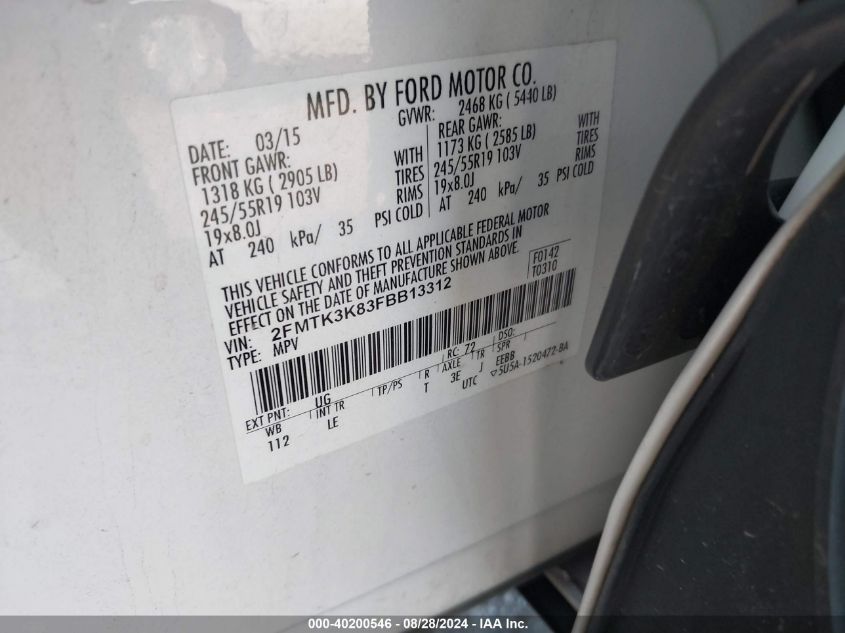 MFD. BY FORD MOTOR CO.
DATE: 03/15
GVWR: 2468 KG ( 5440 LB)
FRONT GAWR:
1318 KG ( 2905 LB) WITH
245/55R19 103V TIRES
19x8.0J RIMS
AT 240 kPa/ 35 PSI COLD
REAR GAWR:
1173 KG ( 2585 LB) WITH
245/55R19 103V TIRES
19x8.0J RIMS
AT 240 kPa/ 35 PSI COLD
THIS VEHICLE CONFORMS TO ALL APPLICABLE FEDERAL MOTOR
VEHICLE SAFETY AND THEFT PREVENTION STANDARDS IN
EFFECT ON THE DATE OF MANUFACTURE SHOWN ABOVE.
F0142
T0310
VIN: 2FMTK3K83FBB13312
TYPE: MPV
EXT PNT: UG RC: 72 DSO:
WB INT TR TP/PS R AXLE TR SPR
112 LE T 3E J EEBB
UTC ▽5U5A-1520472-BA
000-40200546 - 08/28/2024 - IAA Inc.